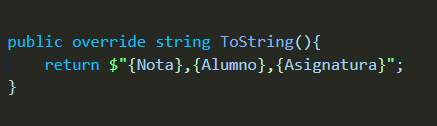 public override string ToString(){
    return $"{Nota},{Alumno},{Asignatura}";
}